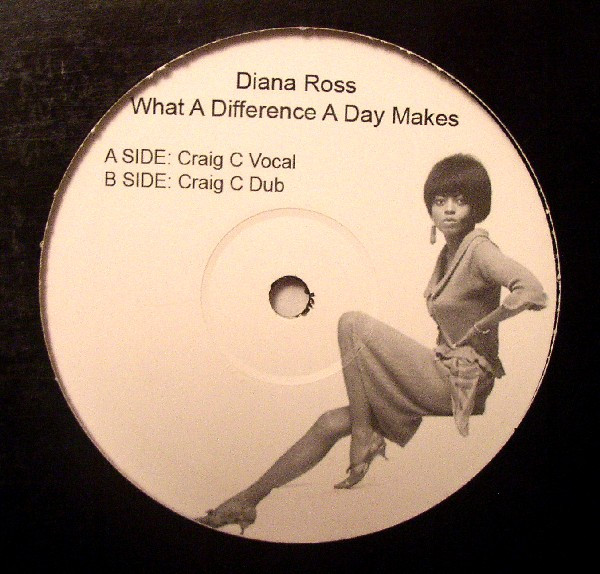 Diana Ross
What A Difference A Day Makes
A SIDE: Craig C Vocal
B SIDE: Craig C Dub